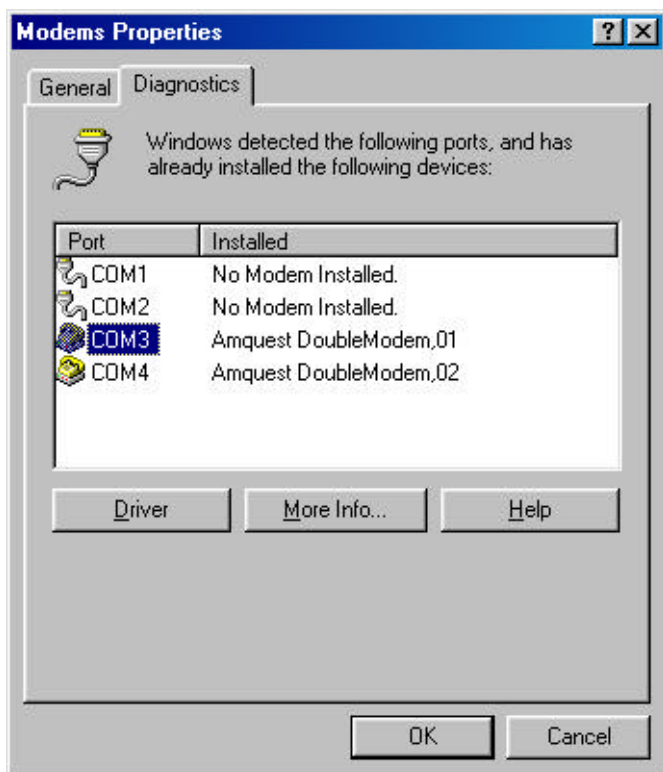 Modems Properties
General Diagnostics
Windows detected the following ports, and has
already installed the following devices:
Port Installed
COM1 No Modem Installed.
COM2 No Modem Installed.
COM3 Amquest DoubleModem,01
COM4 Amquest DoubleModem,02
Driver More Info... Help
OK Cancel